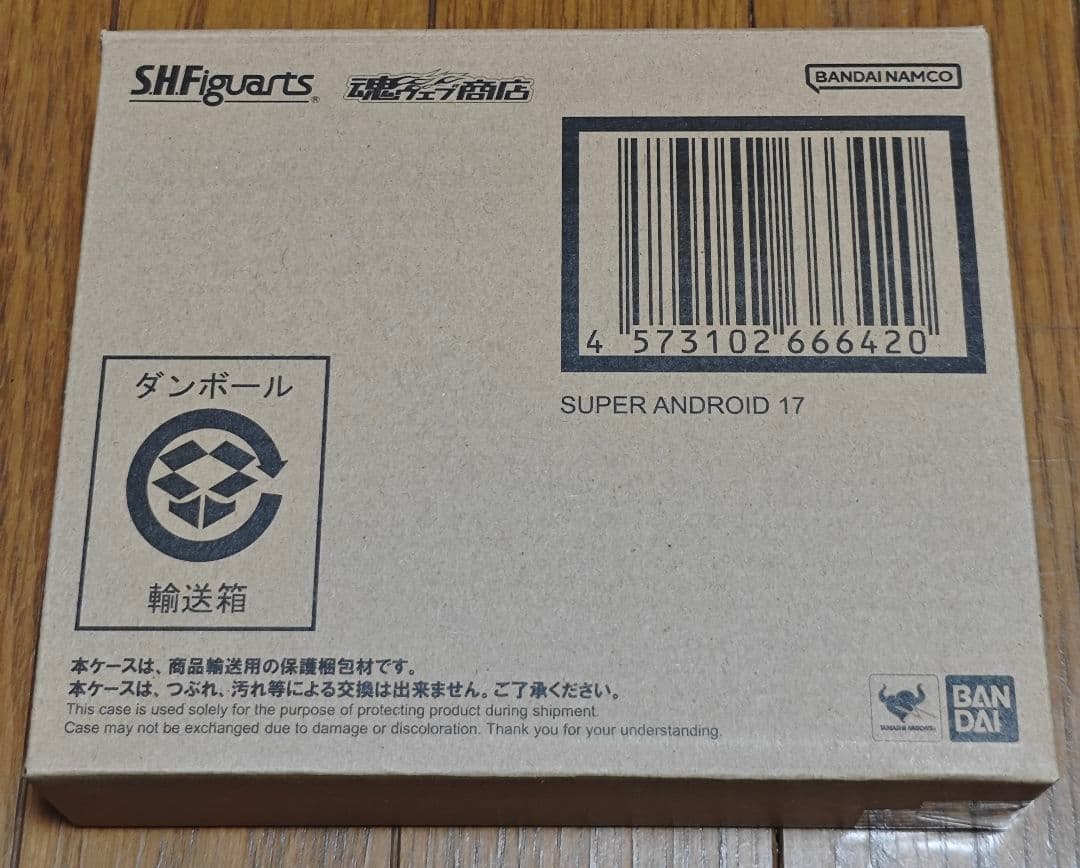 S.H.Figuarts®
魂ウェブ商店
BANDAI NAMCO
4 573102 666420
SUPER ANDROID 17
ダンボール
輸送箱
本ケースは、商品輸送用の保護梱包材です。
本ケースは、つぶれ、汚れ等による交換は出来ません。ご了承ください。
This case is used solely for the purpose of protecting product during shipment.
Case may not be exchanged due to damage or discoloration. Thank you for your understanding.
TAMASHII NATIONS
BAN
DAI